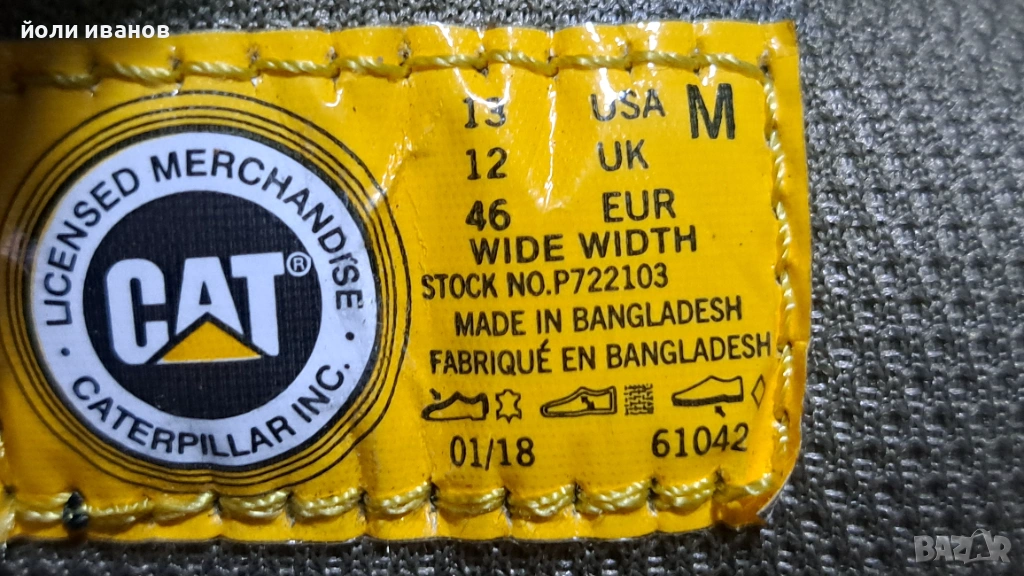 йоли иванов
LICENSED MERCHANDISE
CAT®
CATERPILLAR INC.
13 USA M
12 UK
46 EUR
WIDE WIDTH
STOCK NO.P722103
MADE IN BANGLADESH
FABRIQUÉ EN BANGLADESH
01/18 61042
BAZAR